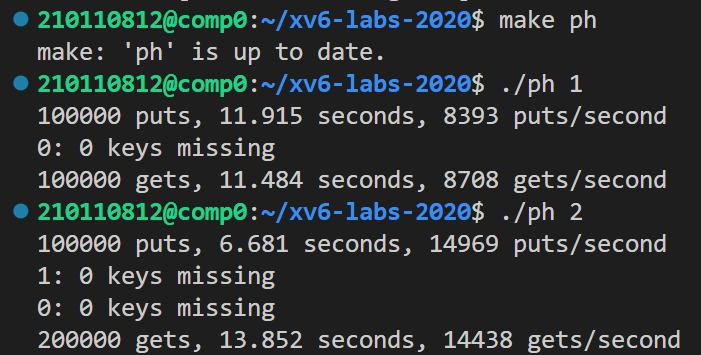 210110812@comp0:~/xv6-labs-2020$ make ph
make: 'ph' is up to date.
210110812@comp0:~/xv6-labs-2020$ ./ph 1
100000 puts, 11.915 seconds, 8393 puts/second
0: 0 keys missing
100000 gets, 11.484 seconds, 8708 gets/second
210110812@comp0:~/xv6-labs-2020$ ./ph 2
100000 puts, 6.681 seconds, 14969 puts/second
1: 0 keys missing
0: 0 keys missing
200000 gets, 13.852 seconds, 14438 gets/second